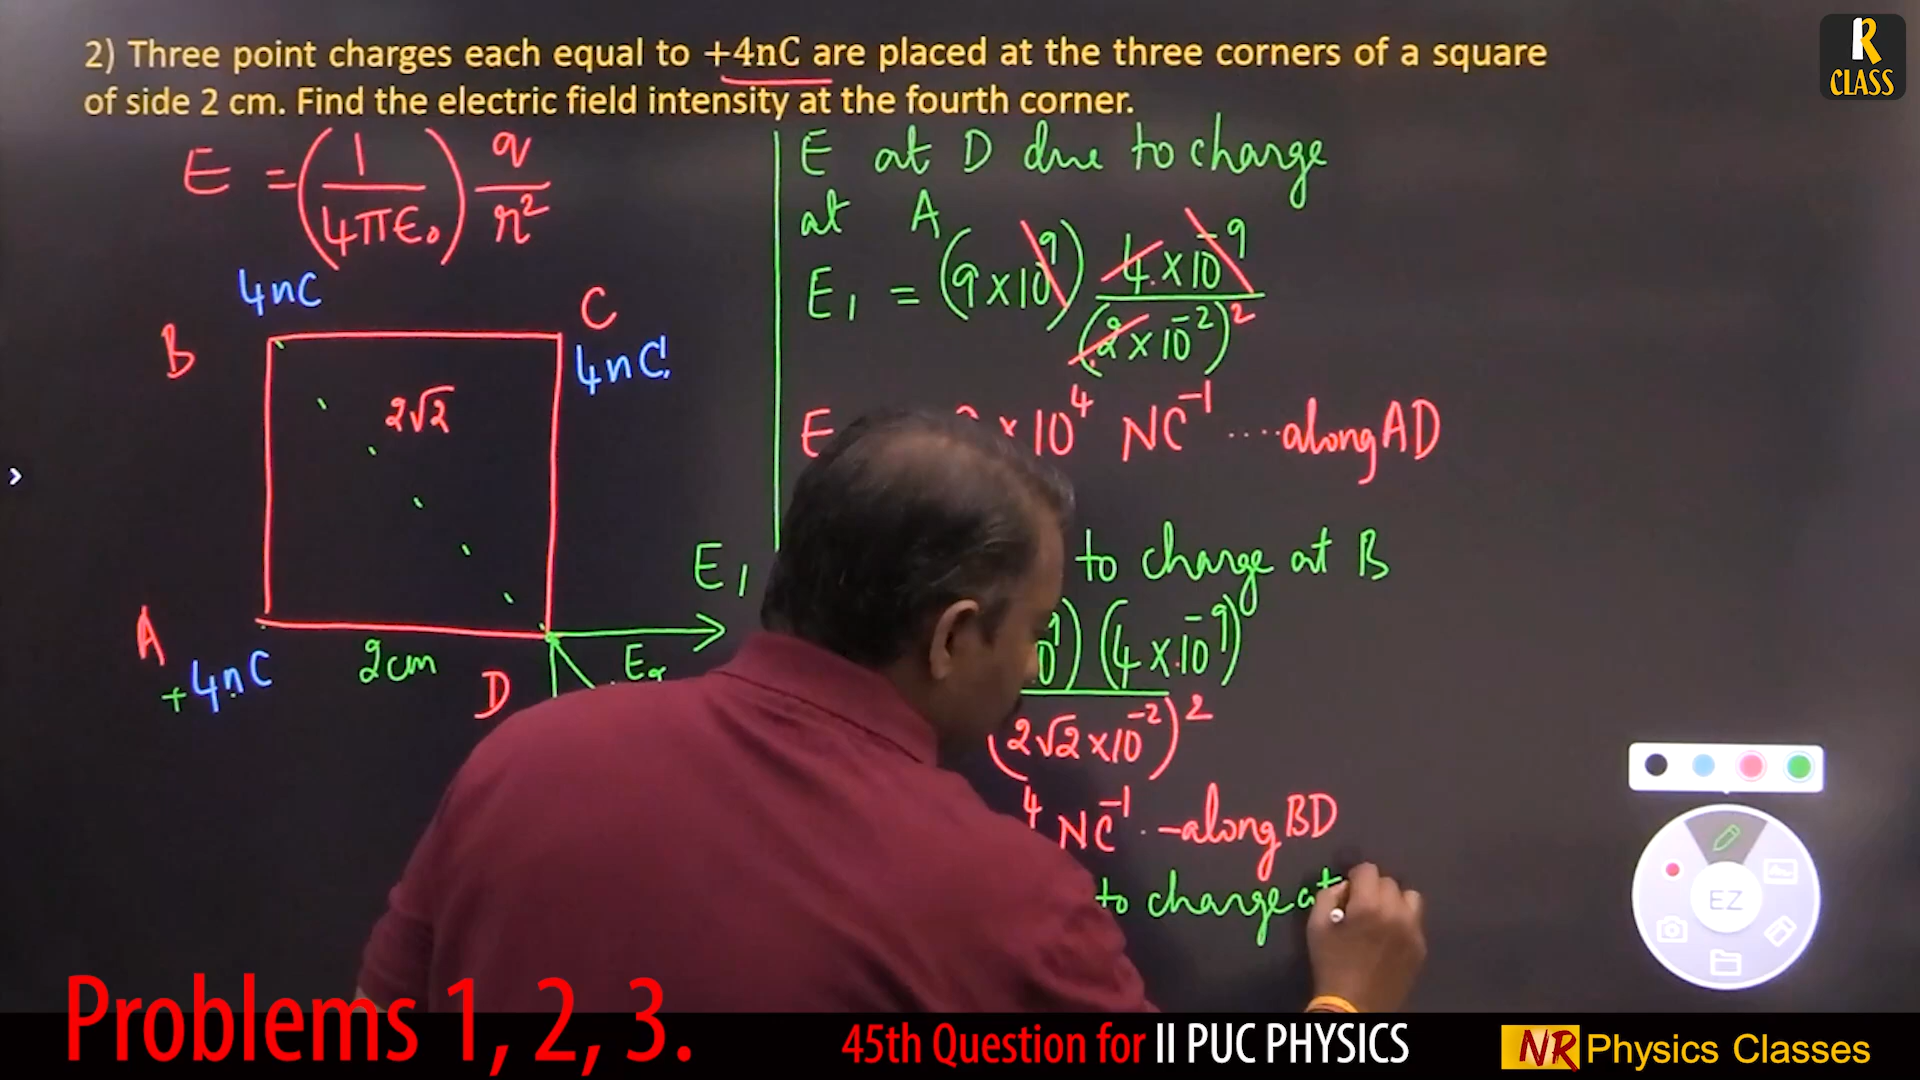 2) Three point charges each equal to +4nC are placed at the three corners of a square
of side 2 cm. Find the electric field intensity at the fourth corner.
R
CLASS
E = (1/4πϵ₀) q/r²
4nC
B
C
4nC
2√2
A
+4nC
2cm
D
E₁
E₂
E at D due to charge
at A
E₁ = (9×10⁹) 4×10⁻⁹/(2×10⁻²)²
E × 10⁴ NC⁻¹ ....along AD
to charge at B
(4×10⁻⁹)
(2√2×10⁻²)²
⁴ NC⁻¹ ..-along BD
to charge at
EZ
Problems 1, 2, 3.
45th Question for II PUC PHYSICS
NR Physics Classes